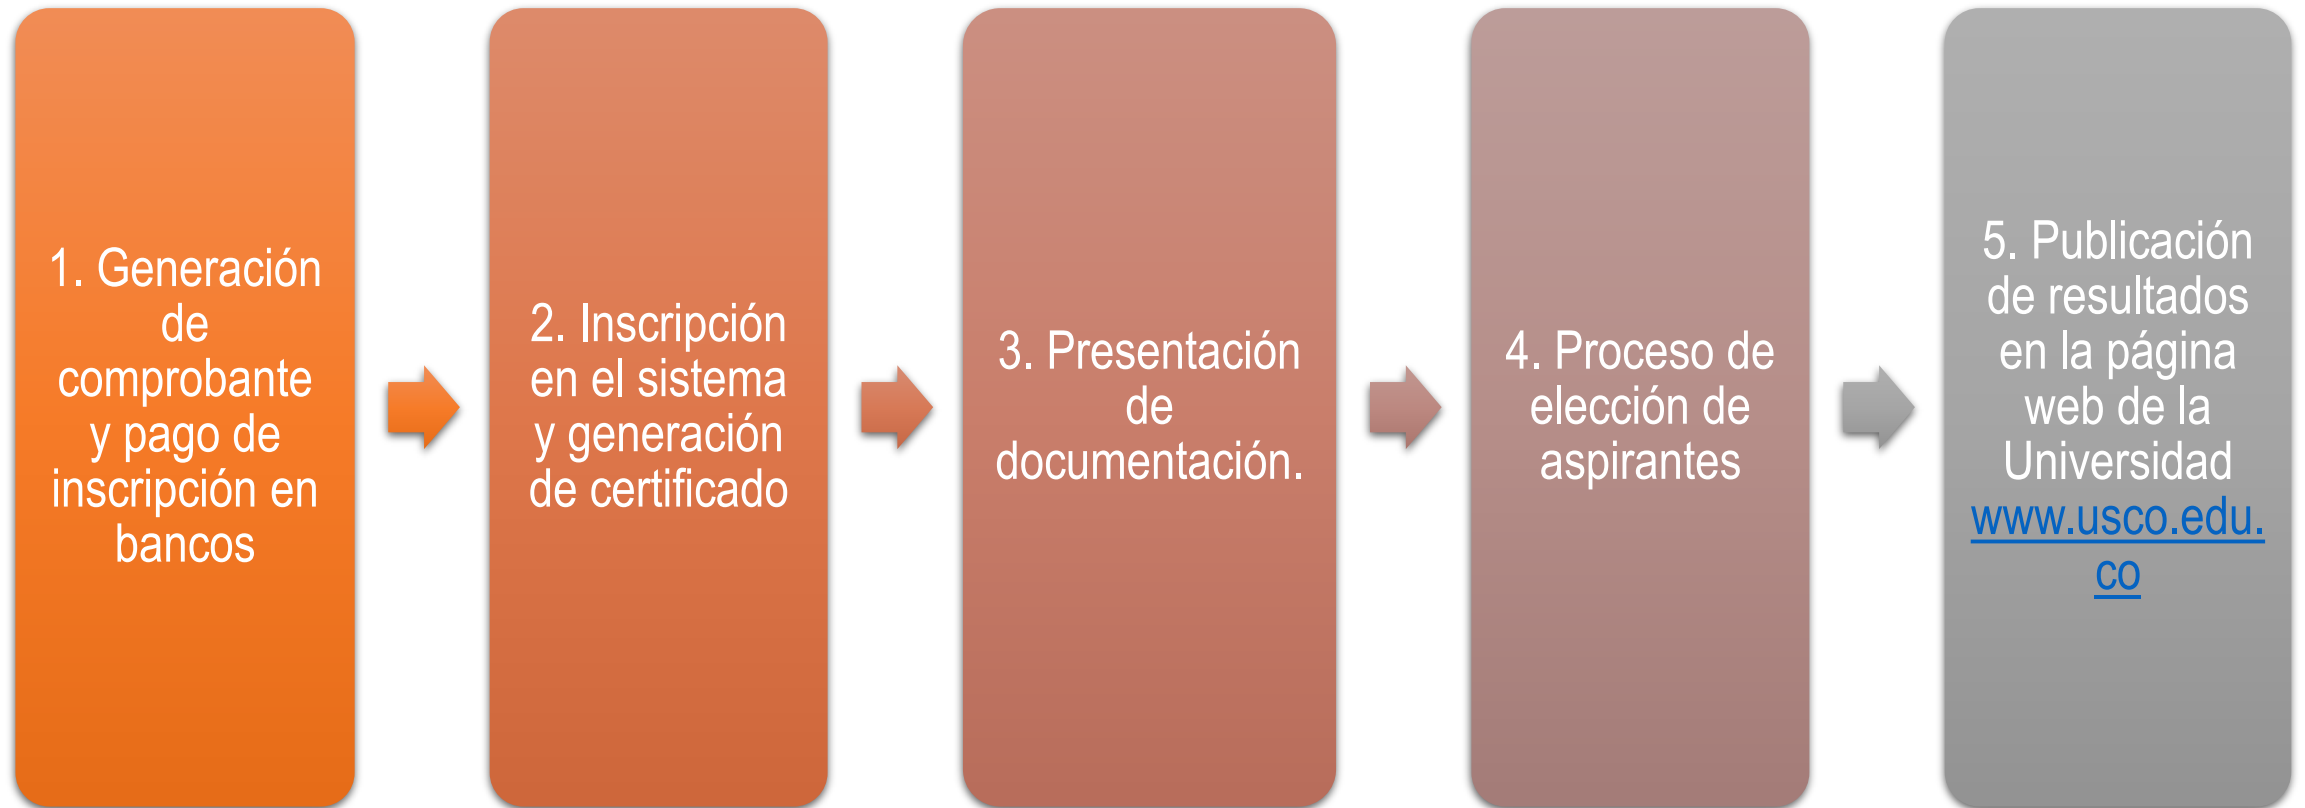 1. Generación
de
comprobante
y pago de
inscripción en
bancos
2. Inscripción
en el sistema
y generación
de certificado
3. Presentación
de
documentación.
4. Proceso de
elección de
aspirantes
5. Publicación
de resultados
en la página
web de la
Universidad
www.usco.edu.
co